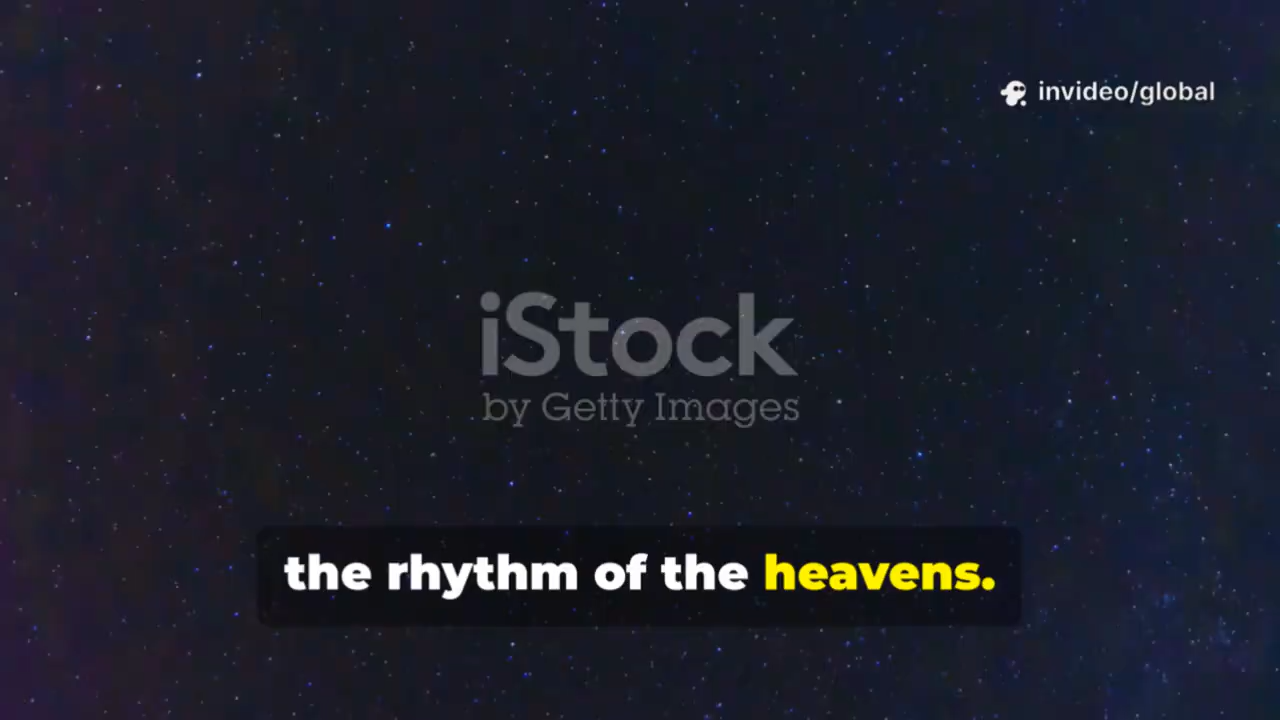 invideo/global
iStock
by Getty Images
the rhythm of the heavens.